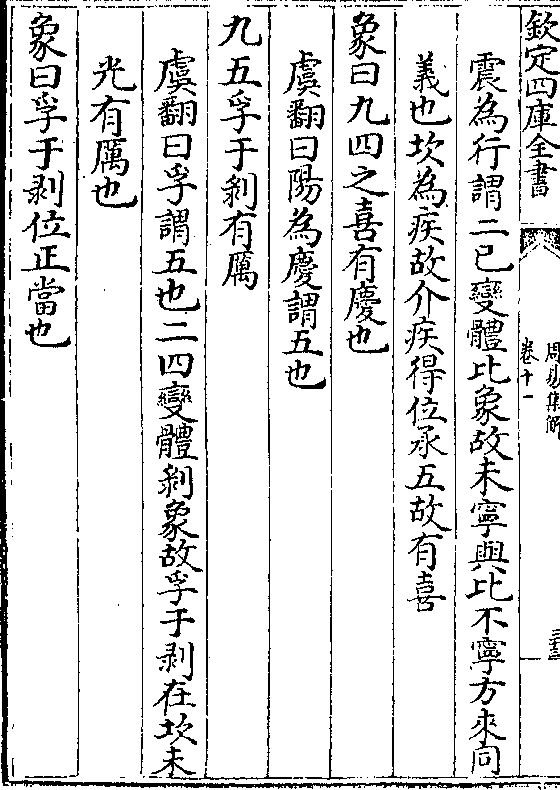 欽定四庫全書
周易集解
卷十一
三十三
震為行謂二已變體比象故未寧與比不寧方來同
義也坎為疾故介疾得位承五故有喜
象曰九四之喜有慶也
虞翻曰陽為慶謂五也
九五孚于剝有厲
虞翻曰孚謂五也二四變體剝象故孚于剥在坎未
光有厲也
象曰孚于剥位正當也